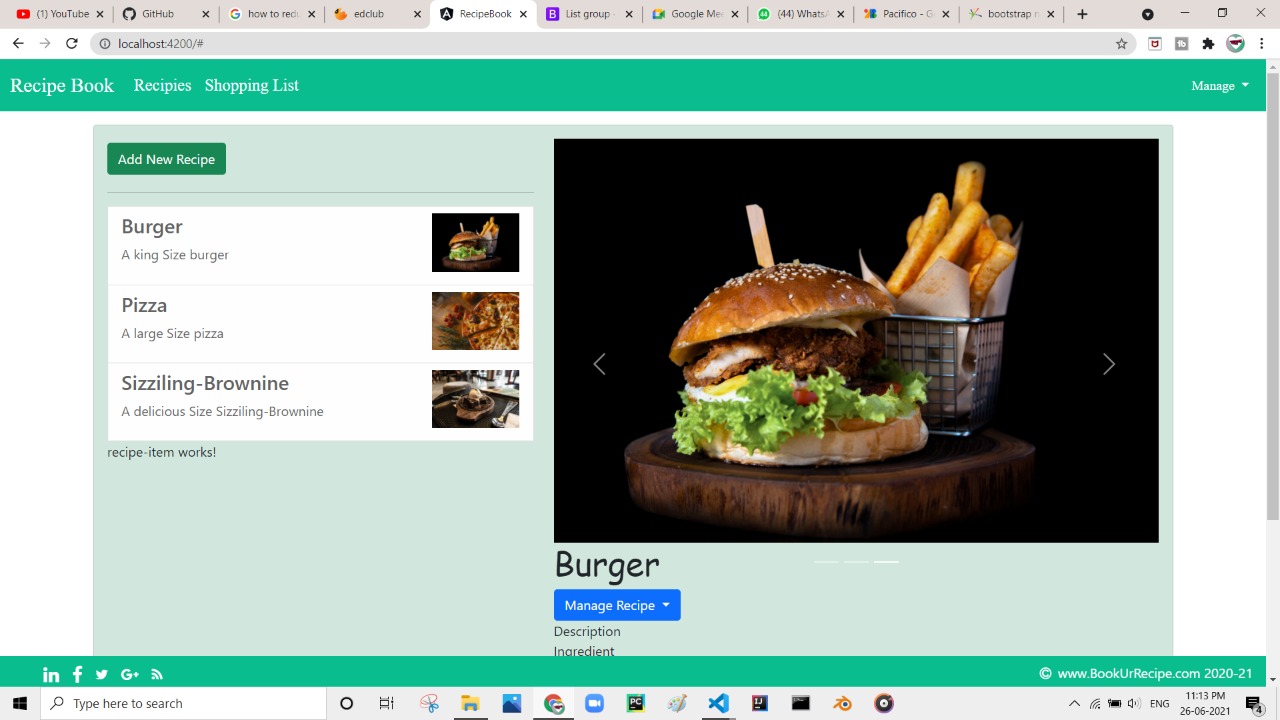 (1) YouTube
GitHub
how to srd
edclub
RecipeBook
List group
Google Mee
(44) WhatsA
Pacifico - G
bootstrap n
localhost:4200/#
Recipe Book
Recipies
Shopping List
Manage
Add New Recipe
Burger
A king Size burger
Pizza
A large Size pizza
Sizziling-Brownine
A delicious Size Sizziling-Brownine
recipe-item works!
Burger
Manage Recipe
Description
Ingredient
www.BookUrRecipe.com 2020-21
Type here to search
ENG
11:13 PM
26-06-2021
4